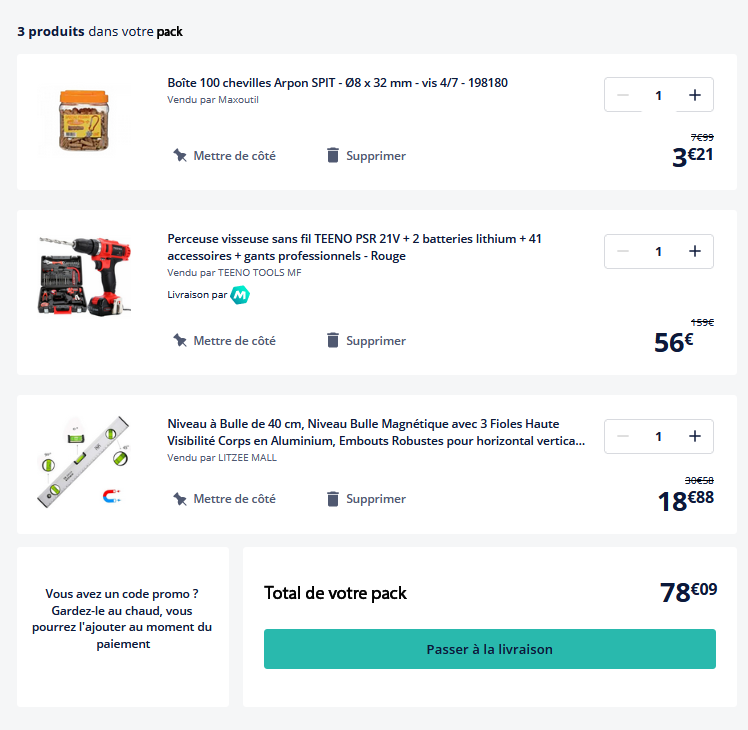 3 produits dans votre pack
Boîte 100 chevilles Arpon SPIT - Ø8 x 32 mm - vis 4/7 - 198180
Vendu par Maxoutil
1
7€99
3€21
Mettre de côté
Supprimer
Perceuse visseuse sans fil TEENO PSR 21V + 2 batteries lithium + 41
accessoires + gants professionnels - Rouge
Vendu par TEENO TOOLS MF
Livraison par M
1
159€
56€
Mettre de côté
Supprimer
Niveau à Bulle de 40 cm, Niveau Bulle Magnétique avec 3 Fioles Haute
Visibilité Corps en Aluminium, Embouts Robustes pour horizontal vertica...
Vendu par LITZEE MALL
1
30€58
18€88
Mettre de côté
Supprimer
Vous avez un code promo ?
Gardez-le au chaud, vous
pourrez l'ajouter au moment du
paiement
Total de votre pack
78€09
Passer à la livraison